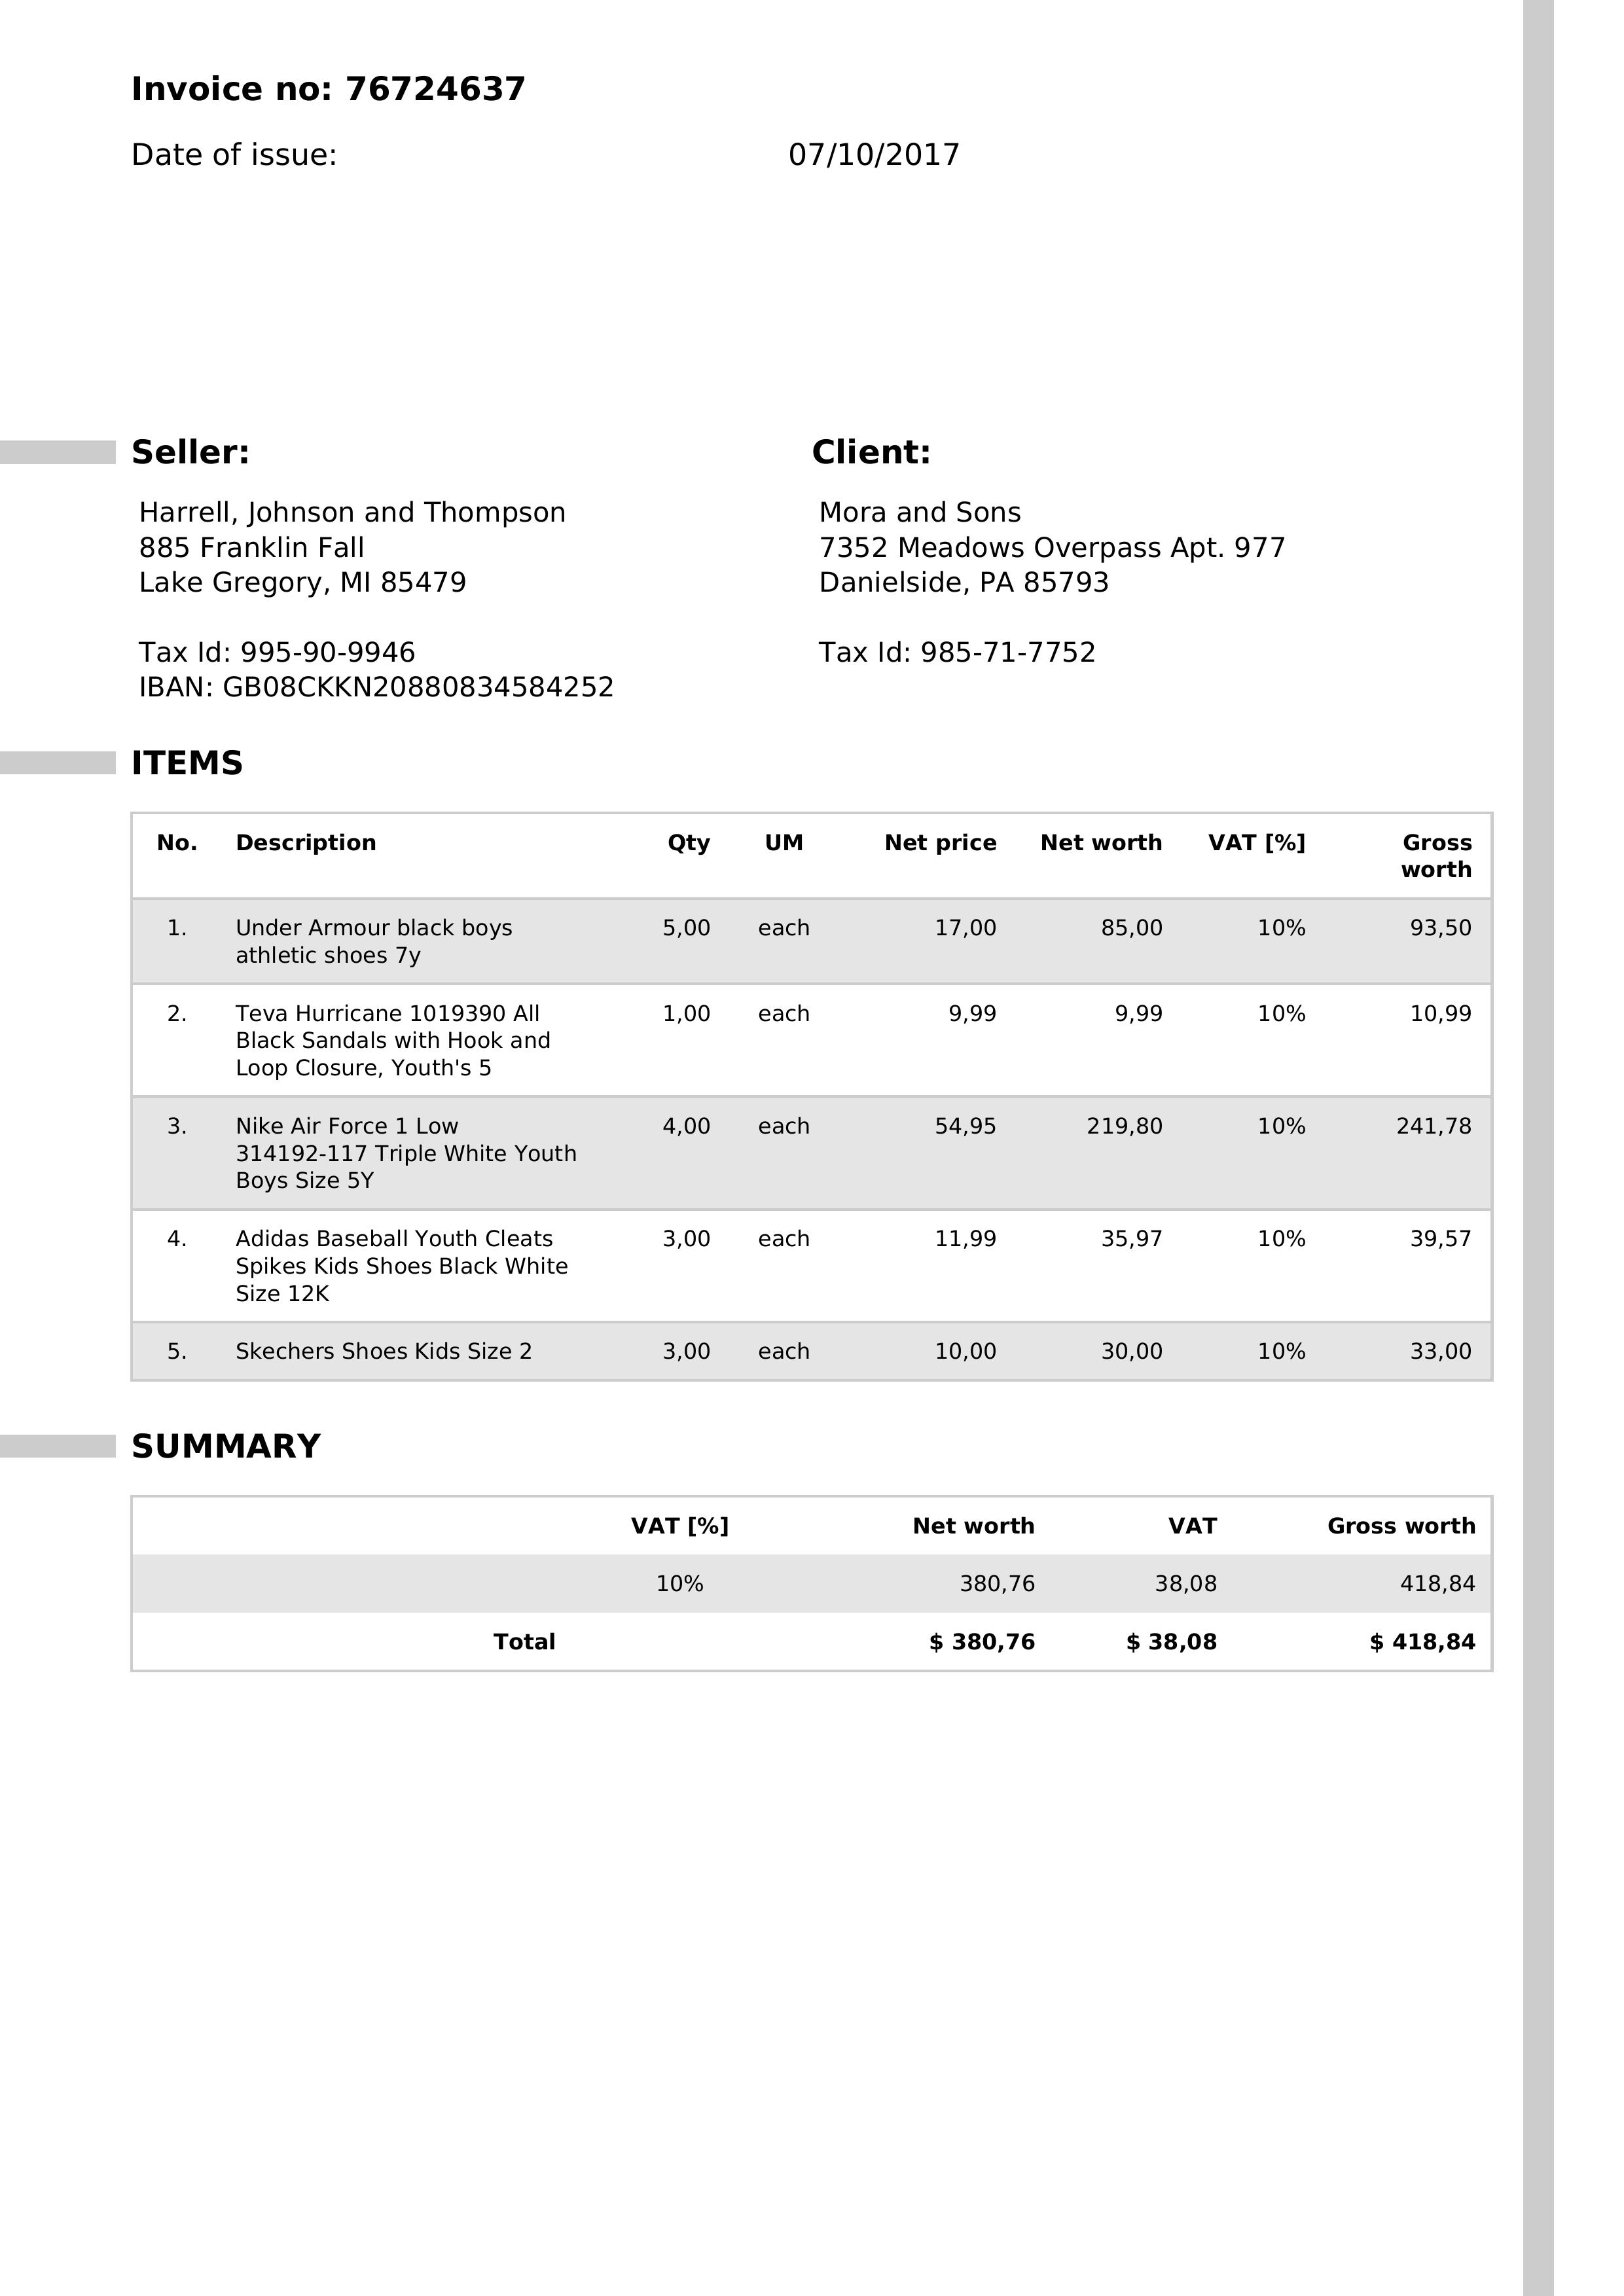 Invoice no: 76724637
Date of issue: 07/10/2017
Seller:
Harrell, Johnson and Thompson
885 Franklin Fall
Lake Gregory, MI 85479
Tax Id: 995-90-9946
IBAN: GB08CKKN20880834584252
Client:
Mora and Sons
7352 Meadows Overpass Apt. 977
Danielside, PA 85793
Tax Id: 985-71-7752
ITEMS
No. Description Qty UM Net price Net worth VAT [%] Gross
worth
1. Under Armour black boys 5,00 each 17,00 85,00 10% 93,50
athletic shoes 7y
2. Teva Hurricane 1019390 All 1,00 each 9,99 9,99 10% 10,99
Black Sandals with Hook and
Loop Closure, Youth's 5
3. Nike Air Force 1 Low 4,00 each 54,95 219,80 10% 241,78
314192-117 Triple White Youth
Boys Size 5Y
4. Adidas Baseball Youth Cleats 3,00 each 11,99 35,97 10% 39,57
Spikes Kids Shoes Black White
Size 12K
5. Skechers Shoes Kids Size 2 3,00 each 10,00 30,00 10% 33,00
SUMMARY
VAT [%] Net worth VAT Gross worth
10% 380,76 38,08 418,84
Total $ 380,76 $ 38,08 $ 418,84